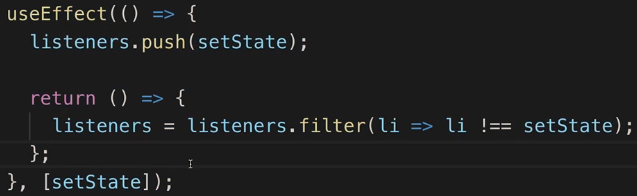 useEffect(() => {
listeners.push(setState);
return () => {
listeners = listeners.filter(li => li !== setState);
};
}, [setState]);